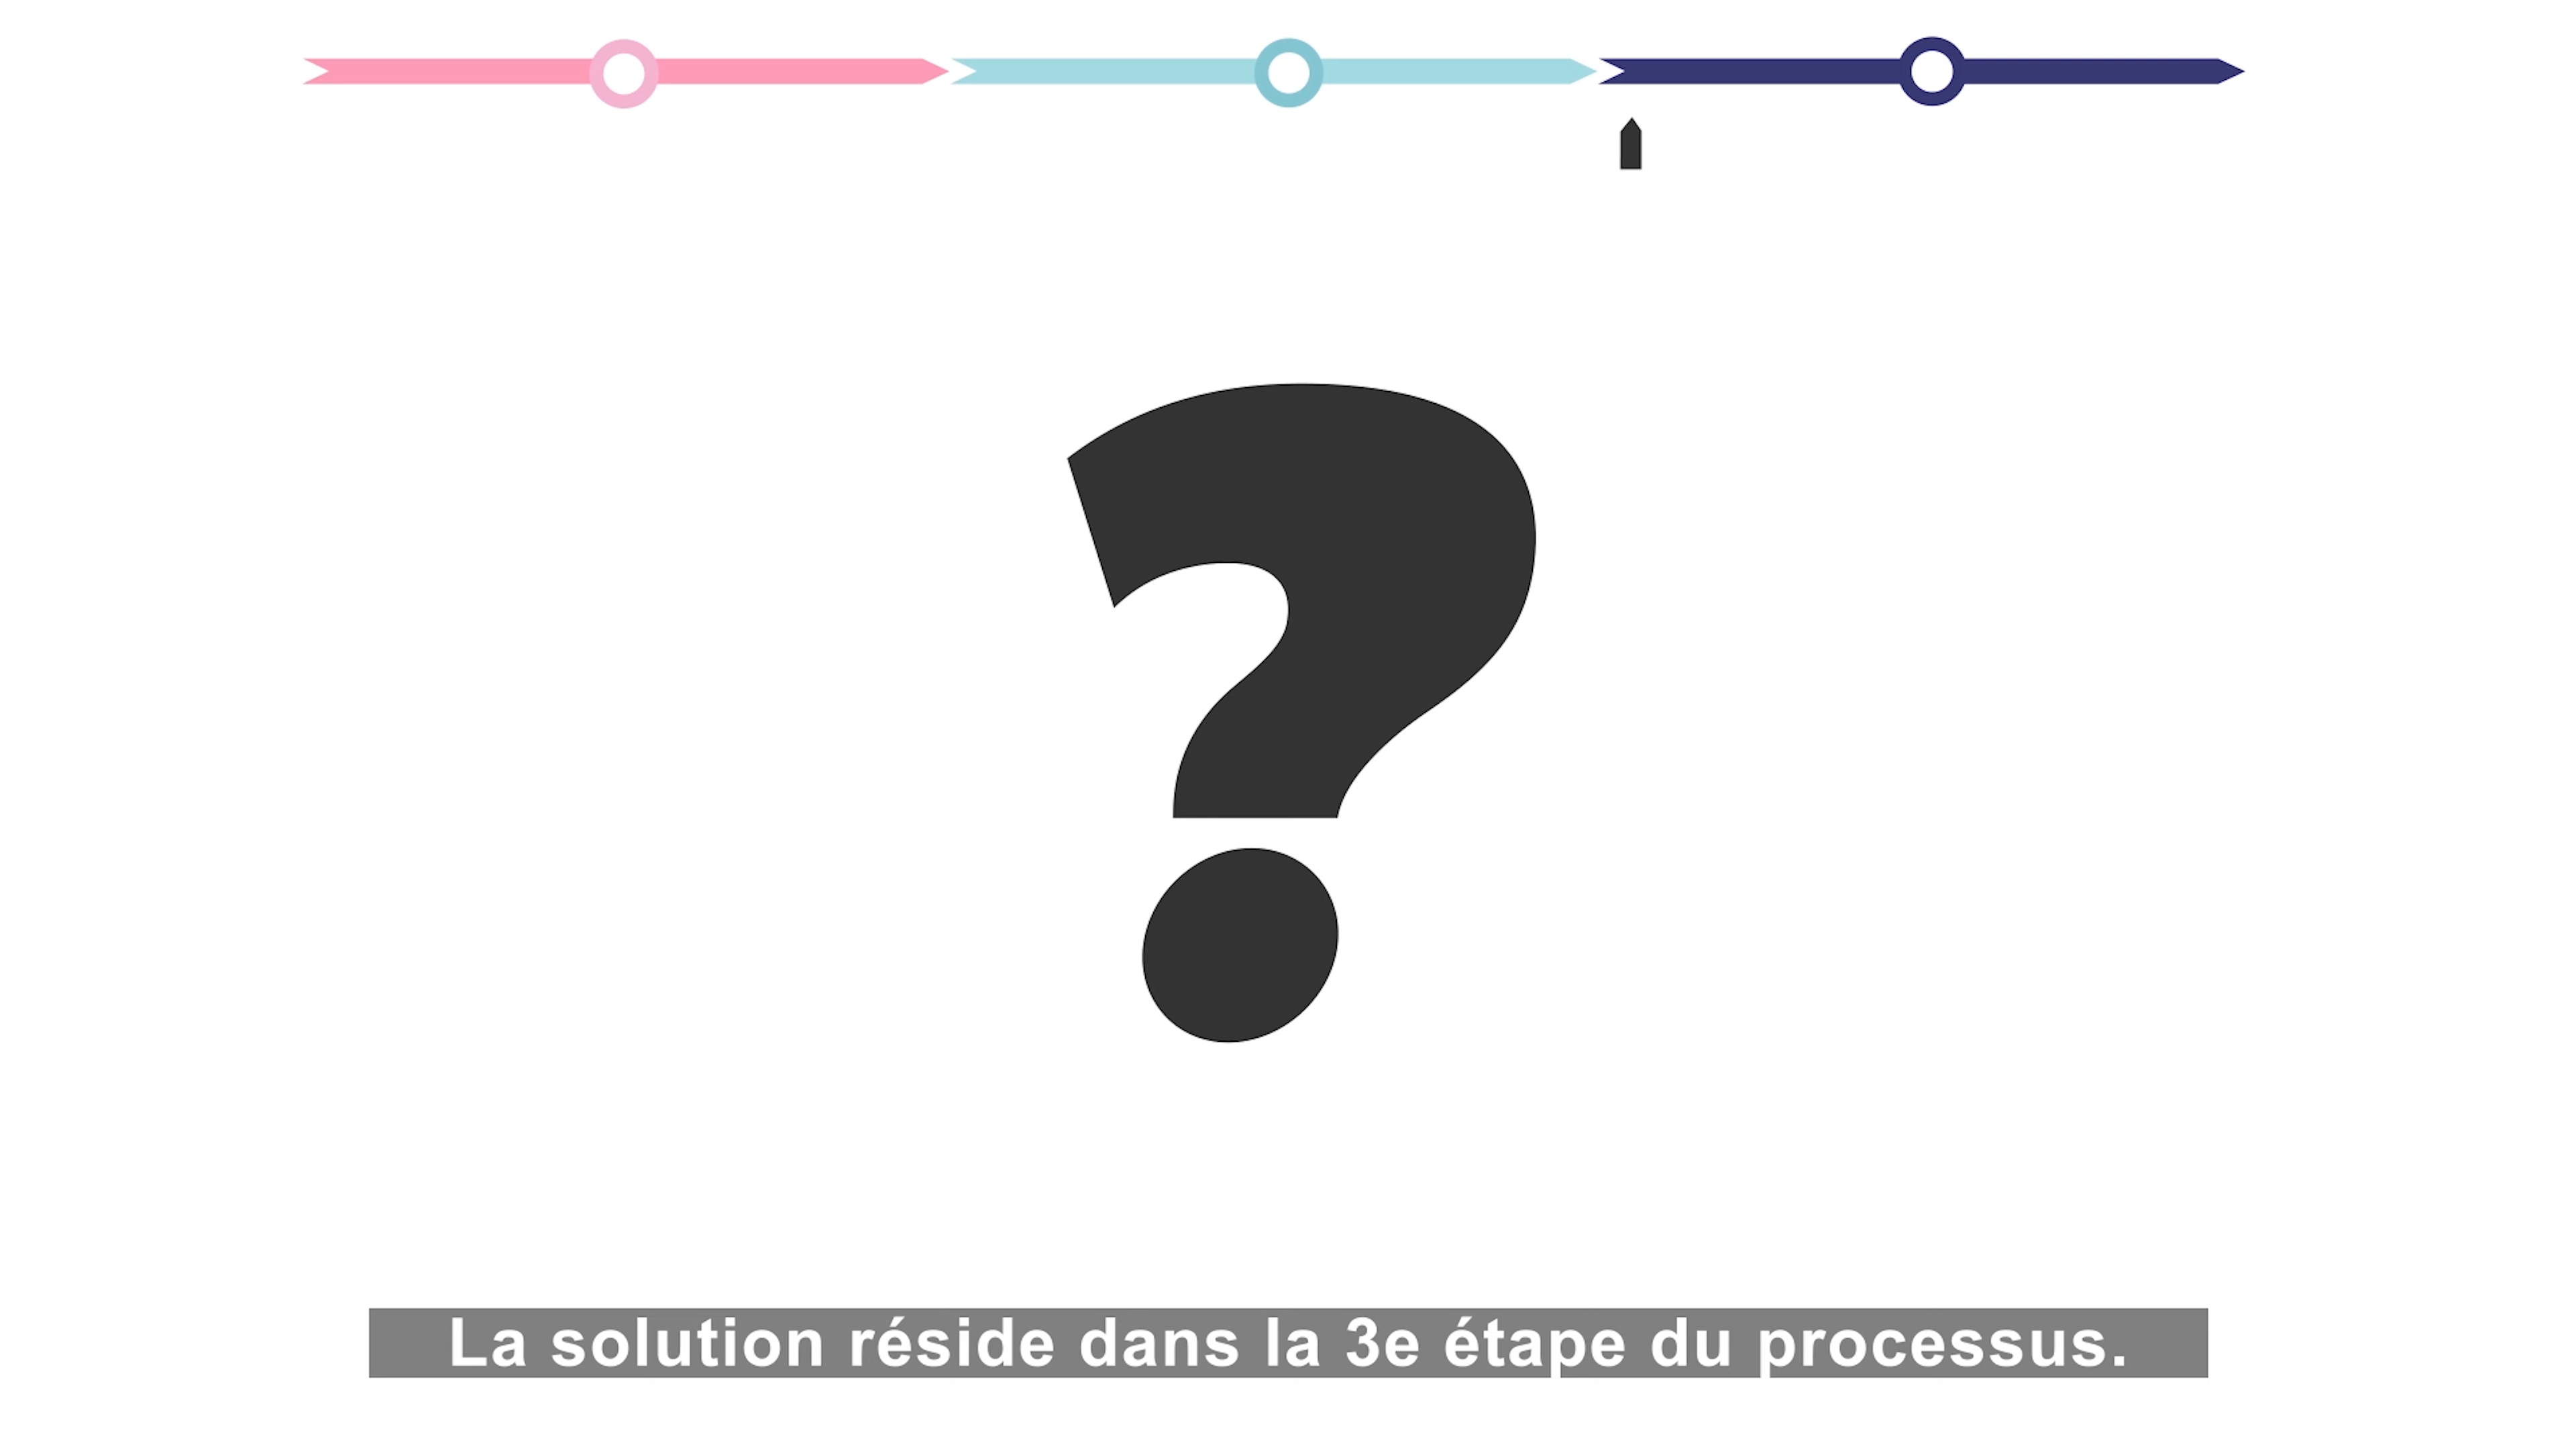 ?
La solution réside dans la 3e étape du processus.